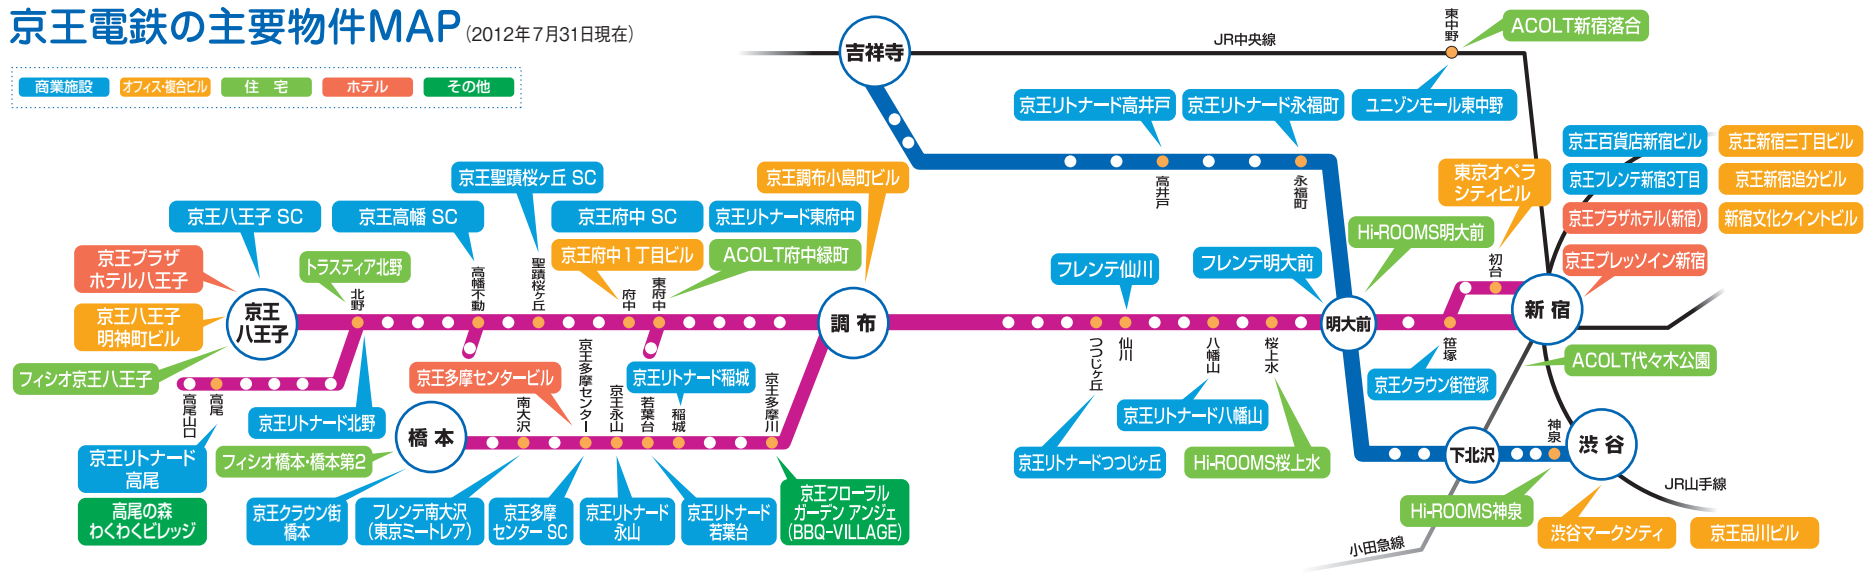 京王電鉄の主要物件MAP(2012年7月31日現在)
商業施設
オフィス・複合ビル
住　宅
ホテル
その他
吉祥寺
JR中央線
東中野
ACOLT新宿落合
京王リトナード高井戸
京王リトナード永福町
ユニゾンモール東中野
高井戸
永福町
京王百貨店新宿ビル
京王新宿三丁目ビル
京王フレンテ新宿3丁目
京王新宿追分ビル
京王プラザホテル(新宿)
新宿文化クイントビル
京王プレッソイン新宿
東京オペラ
シティビル
初台
新宿
Hi-ROOMS明大前
フレンテ明大前
フレンテ仙川
明大前
京王聖蹟桜ヶ丘 SC
京王調布小島町ビル
京王八王子 SC
京王高幡 SC
京王府中 SC
京王リトナード東府中
京王府中1丁目ビル
ACOLT府中緑町
京王プラザ
ホテル八王子
トラスティア北野
北野
高幡不動
聖蹟桜ヶ丘
府中
東府中
京王
八王子
調布
京王八王子
明神町ビル
フィシオ京王八王子
高尾山口
高尾
京王リトナード北野
京王多摩センタービル
京王リトナード稲城
南大沢
京王多摩センター
京王永山
若葉台
稲城
京王多摩川
つつじヶ丘
仙川
八幡山
桜上水
笹塚
京王クラウン街笹塚
ACOLT代々木公園
京王リトナード八幡山
京王リトナードつつじヶ丘
Hi-ROOMS桜上水
橋本
フィシオ橋本・橋本第2
京王リトナード
高尾
高尾の森
わくわくビレッジ
京王クラウン街
橋本
フレンテ南大沢
(東京ミートレア)
京王多摩
センター SC
京王リトナード
永山
京王リトナード
若葉台
京王フローラル
ガーデン アンジェ
(BBQ-VILLAGE)
下北沢
神泉
渋谷
JR山手線
Hi-ROOMS神泉
渋谷マークシティ
京王品川ビル
小田急線